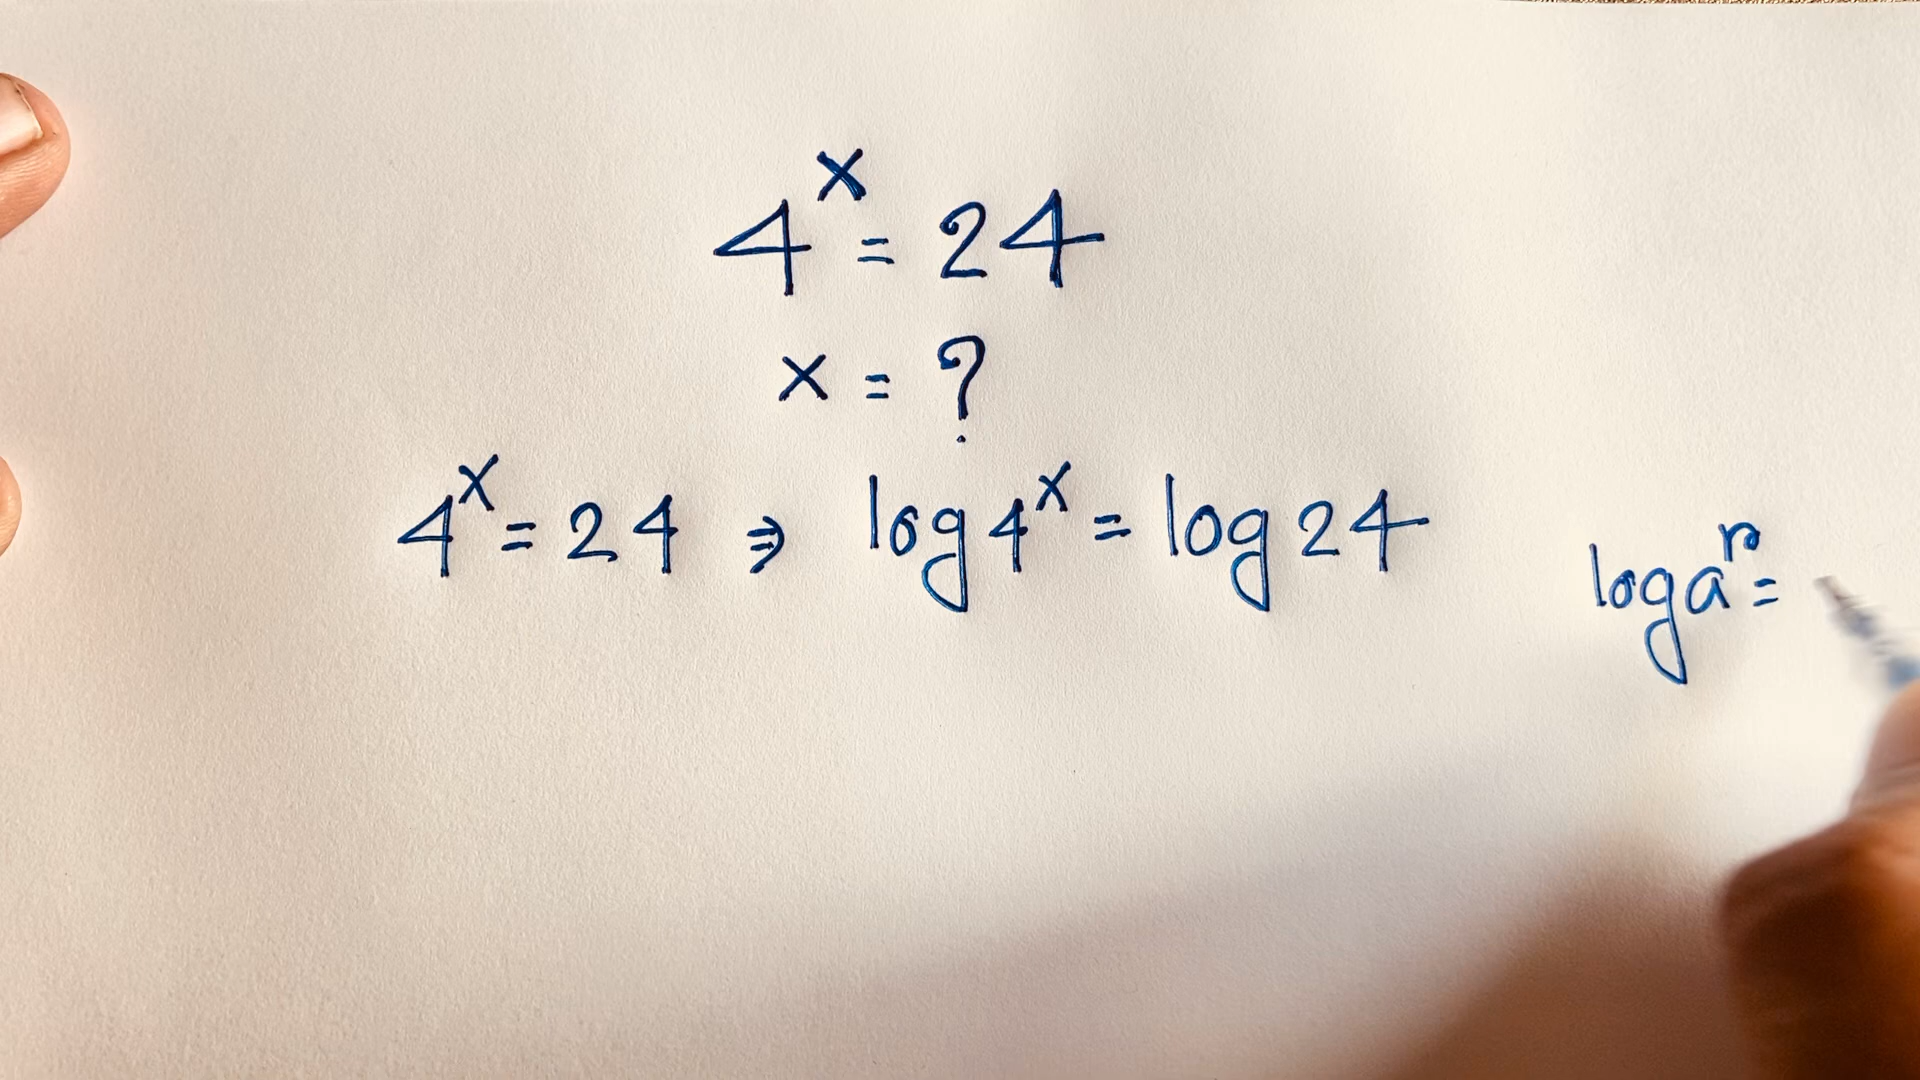 4^x = 24
x = ?
4^x = 24 ⇒ log 4^x = log 24
log a^n =